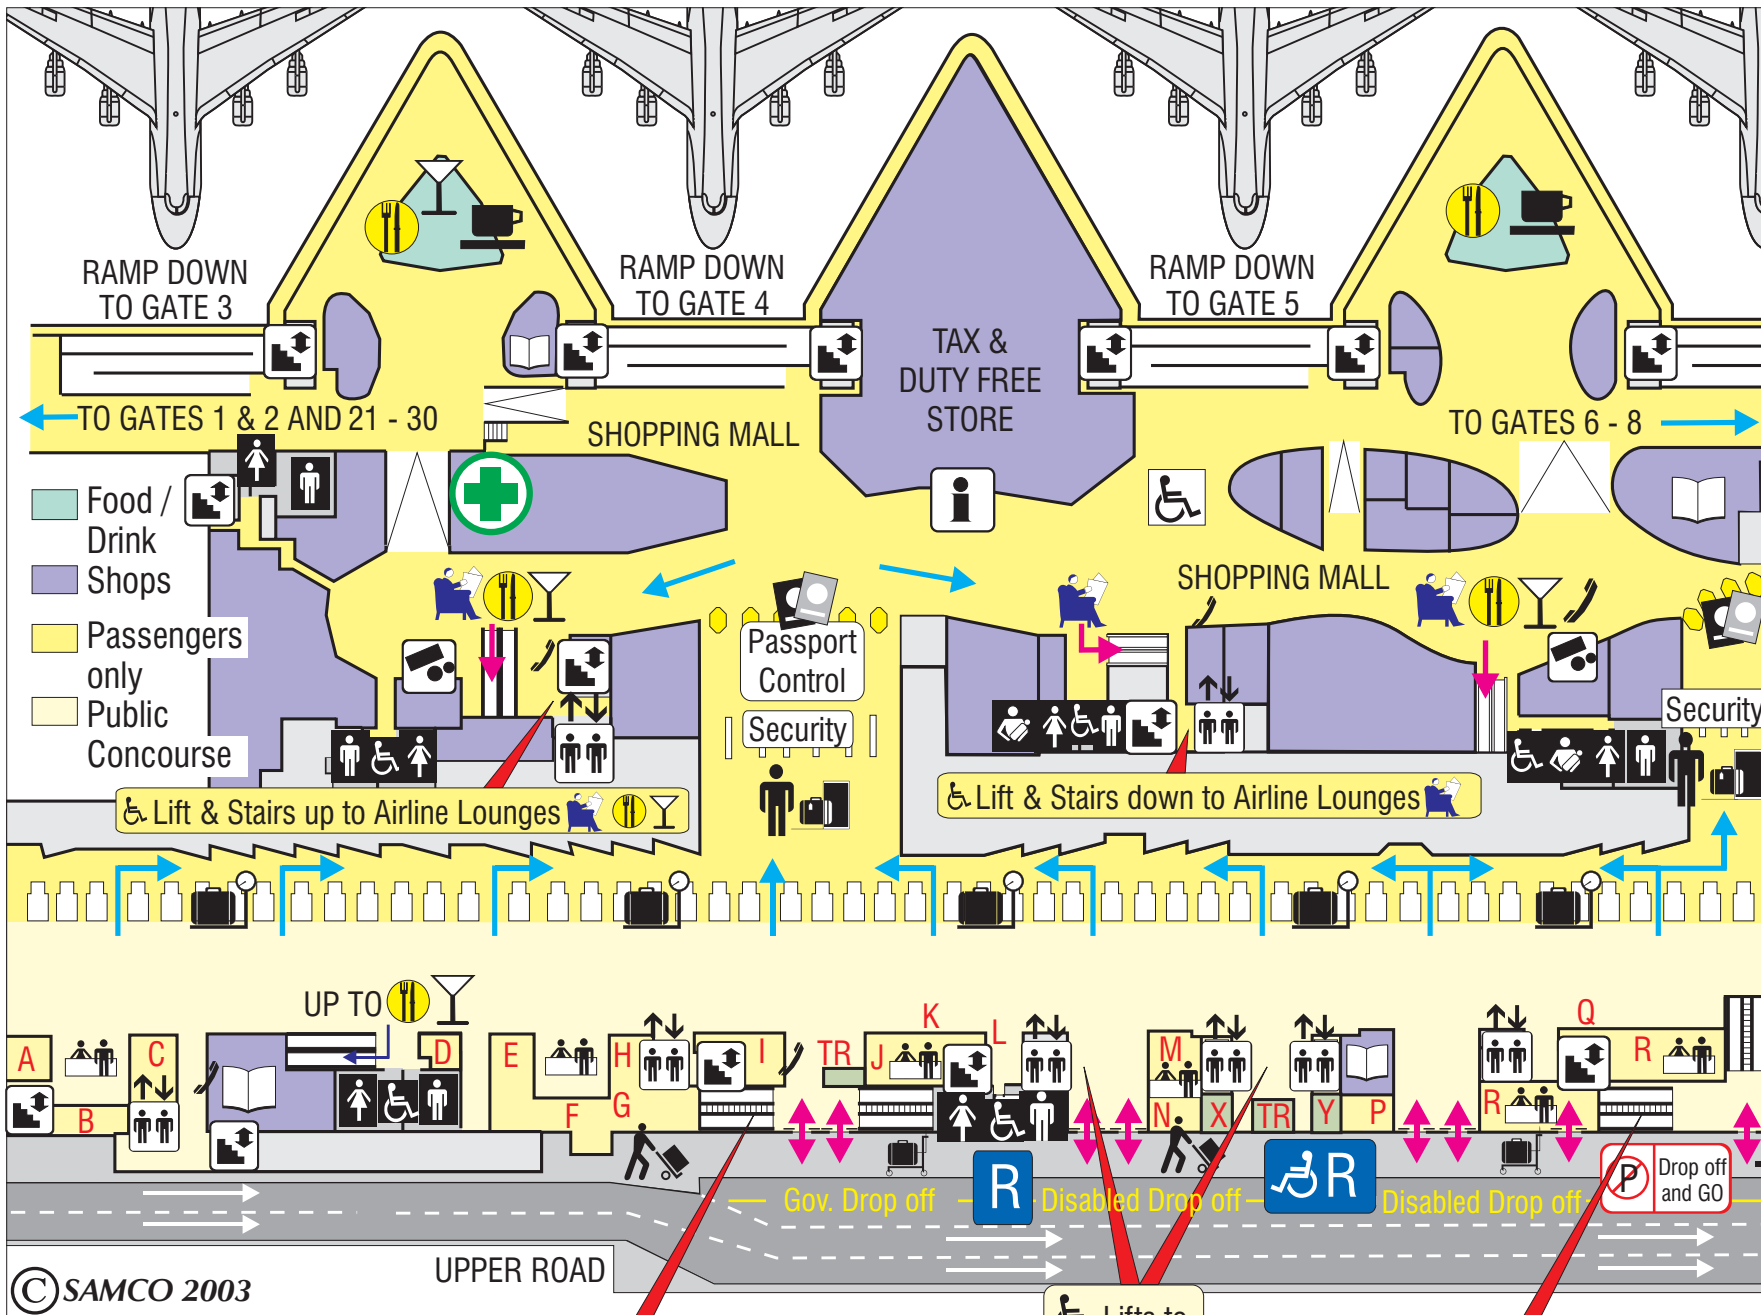 RAMP DOWN
TO GATE 3
RAMP DOWN
TO GATE 4
RAMP DOWN
TO GATE 5
TAX &
DUTY FREE
STORE
TO GATES 1 & 2 AND 21 - 30
SHOPPING MALL
TO GATES 6 - 8
i
Food /
Drink
Shops
Passengers
only
Public
Concourse
SHOPPING MALL
Passport
Control
Security
Security
Lift & Stairs up to Airline Lounges
Lift & Stairs down to Airline Lounges
UP TO
A
B
C
D
E
F
G
H
I
TR
J
K
L
M
N
X
TR
Y
P
Q
R
R
Gov. Drop off
R
Disabled Drop off
R
Disabled Drop off
P
Drop off
and GO
UPPER ROAD
© SAMCO 2003
Lifts to